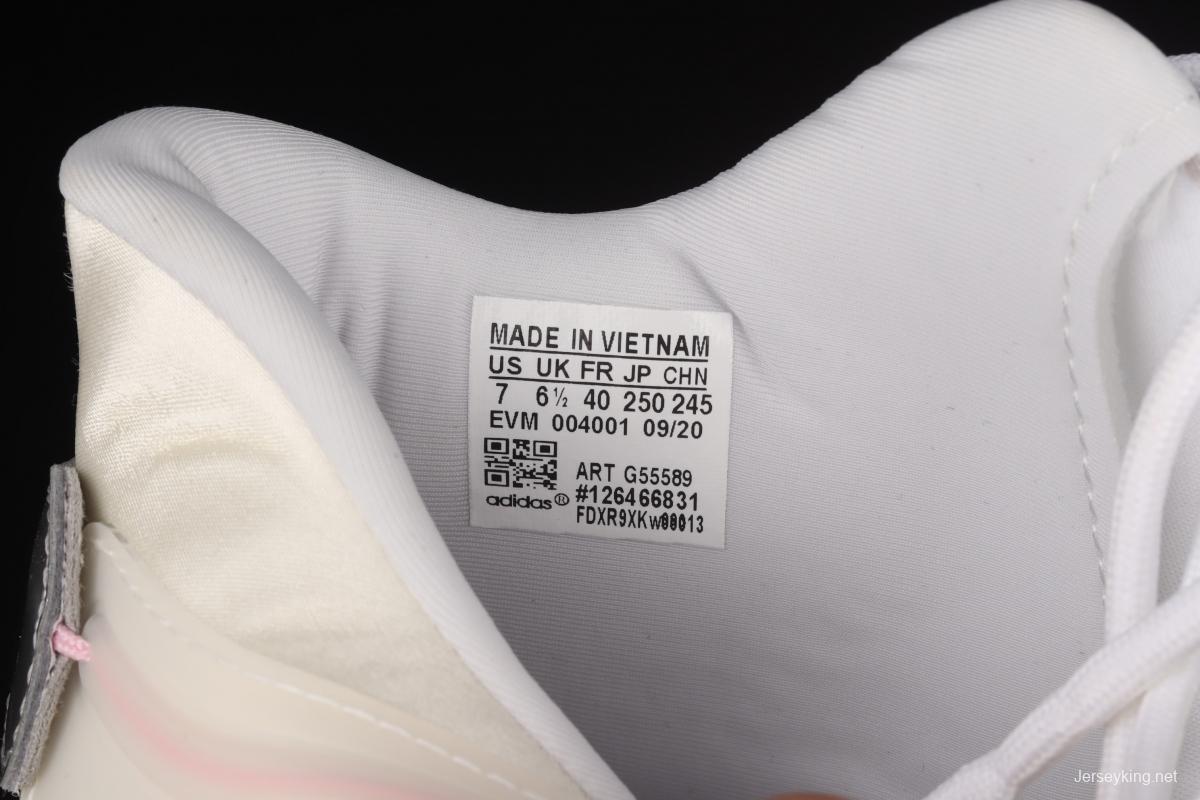 MADE IN VIETNAM
US UK FR JP CHN
7 6½ 40 250 245
EVM 004001 09/20
ART G55589
adidas® #126466831
FDXR9XK
Jerseyking.net